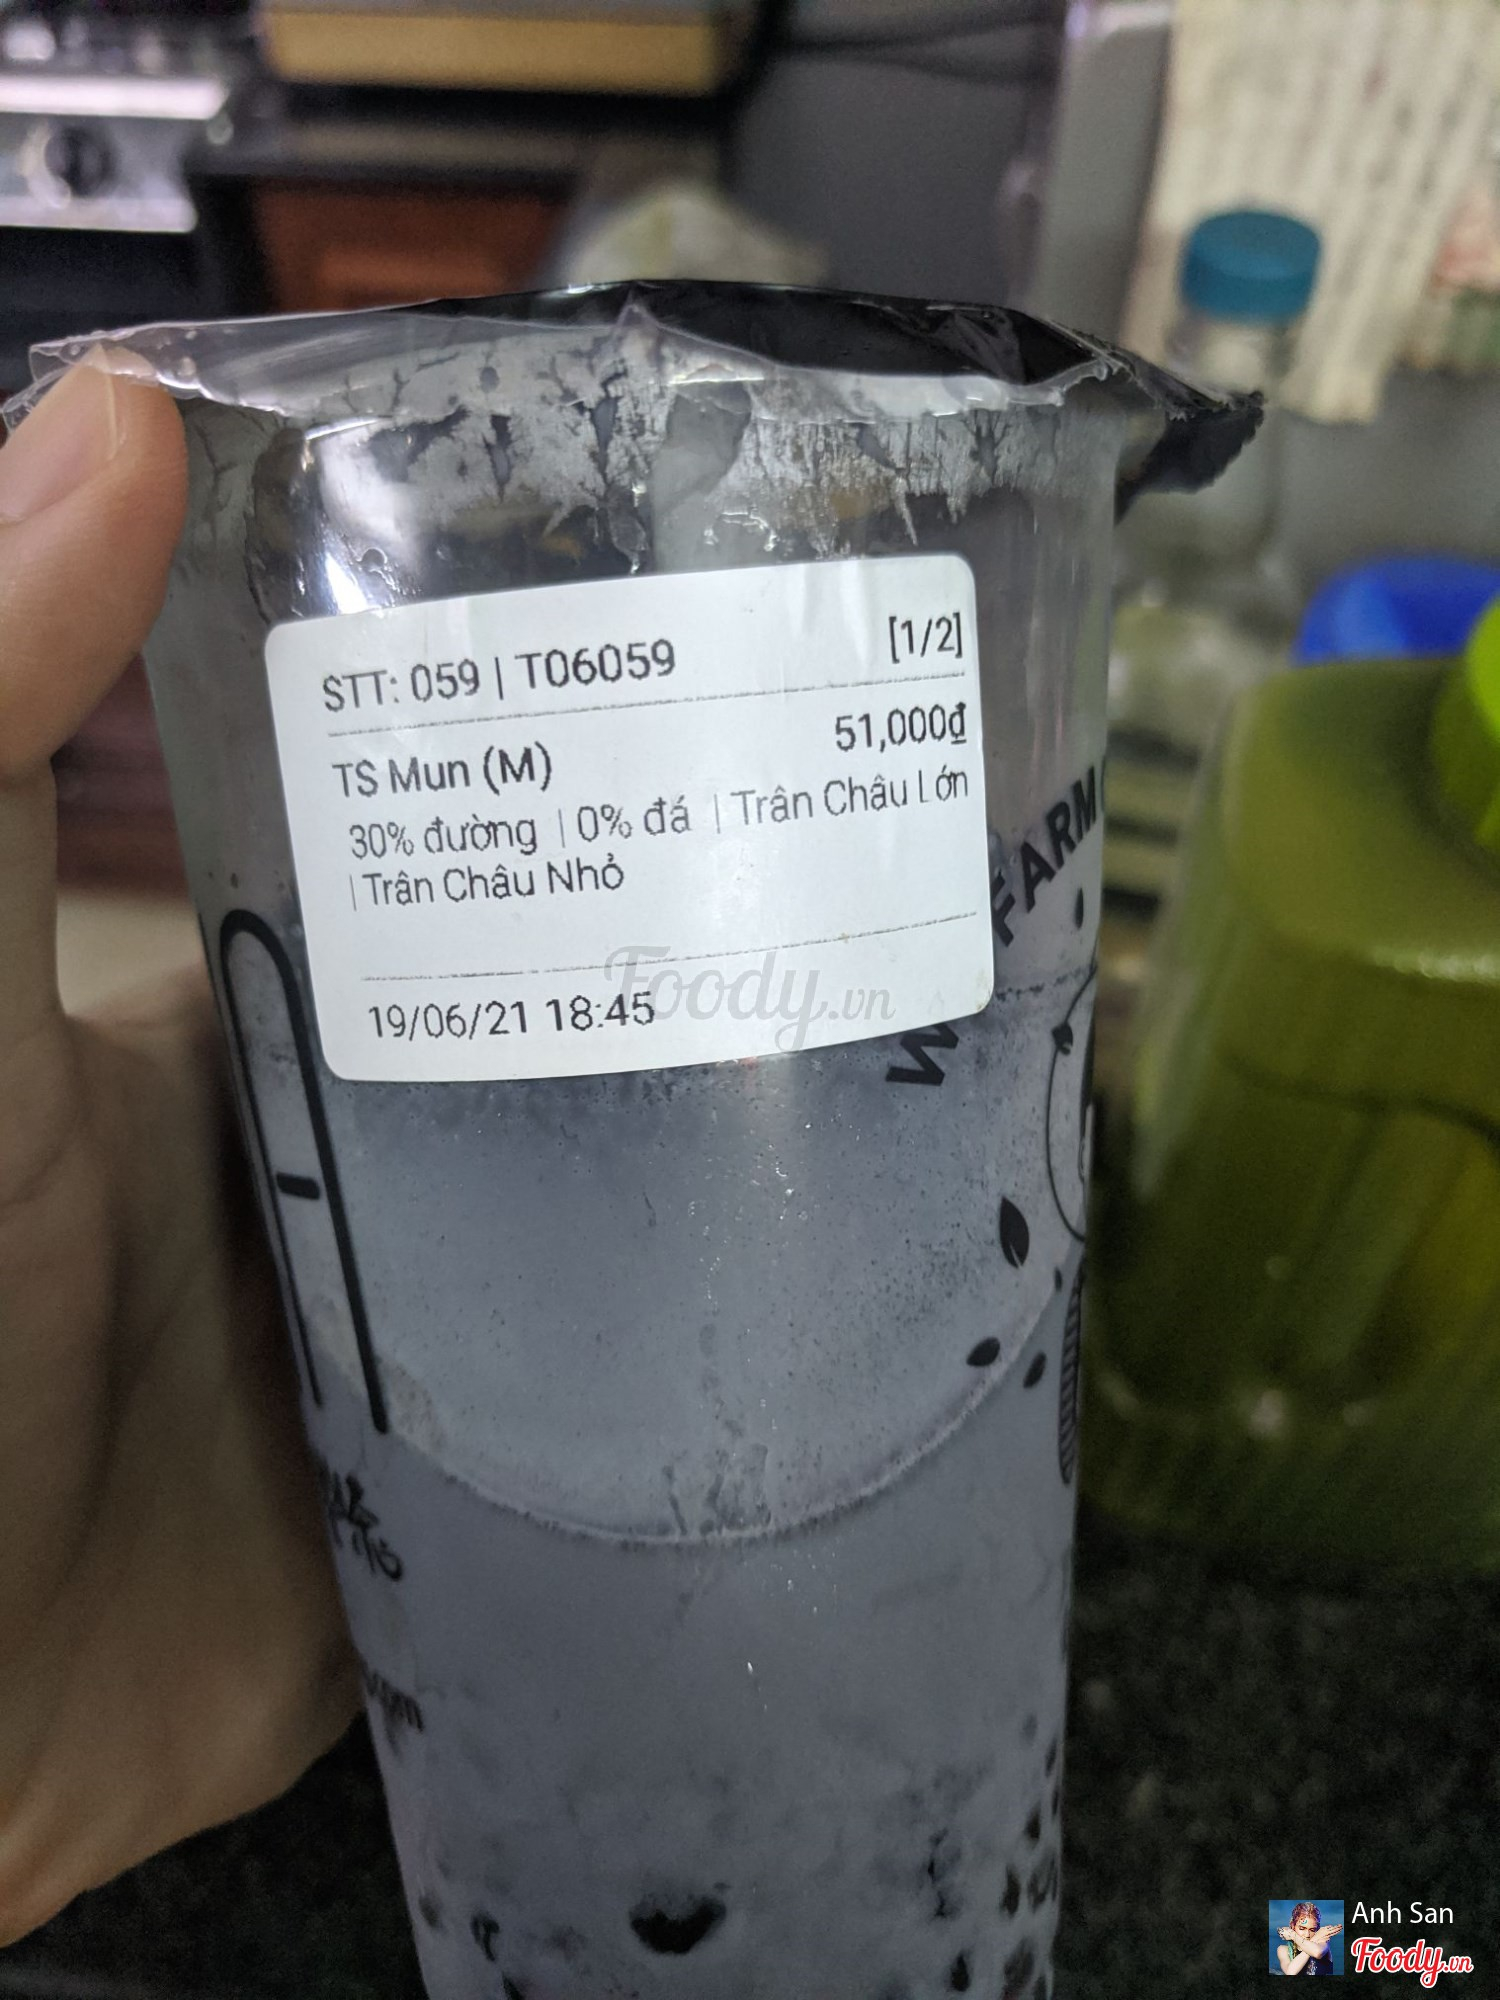 STT: 059 | T06059 [1/2]
TS Mun (M) 51,000₫
30% đường | 0% đá | Trân Châu Lớn
| Trân Châu Nhỏ
19/06/21 18:45
Foody.vn
FARM
Anh San
Foody.vn